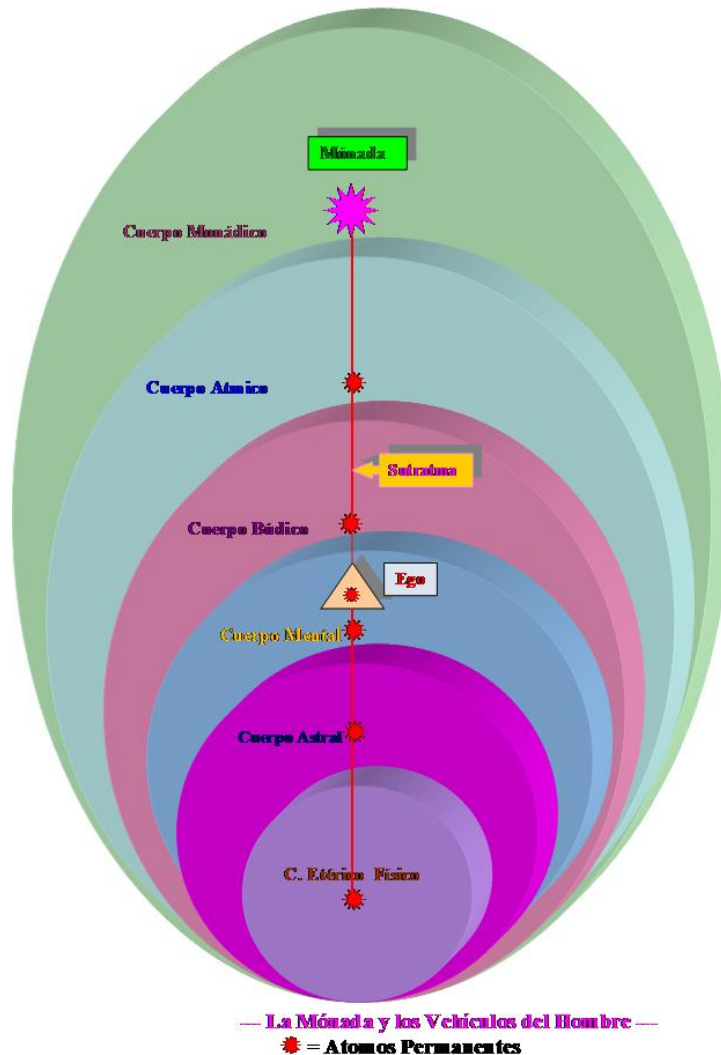 Mónada
Cuerpo Monádico
Cuerpo Atmico
Sutratma
Cuerpo Búdico
Ego
Cuerpo Mental
Cuerpo Astral
C. Etérico Físico
— La Mónada y los Vehículos del Hombre —
= Atomos Permanentes